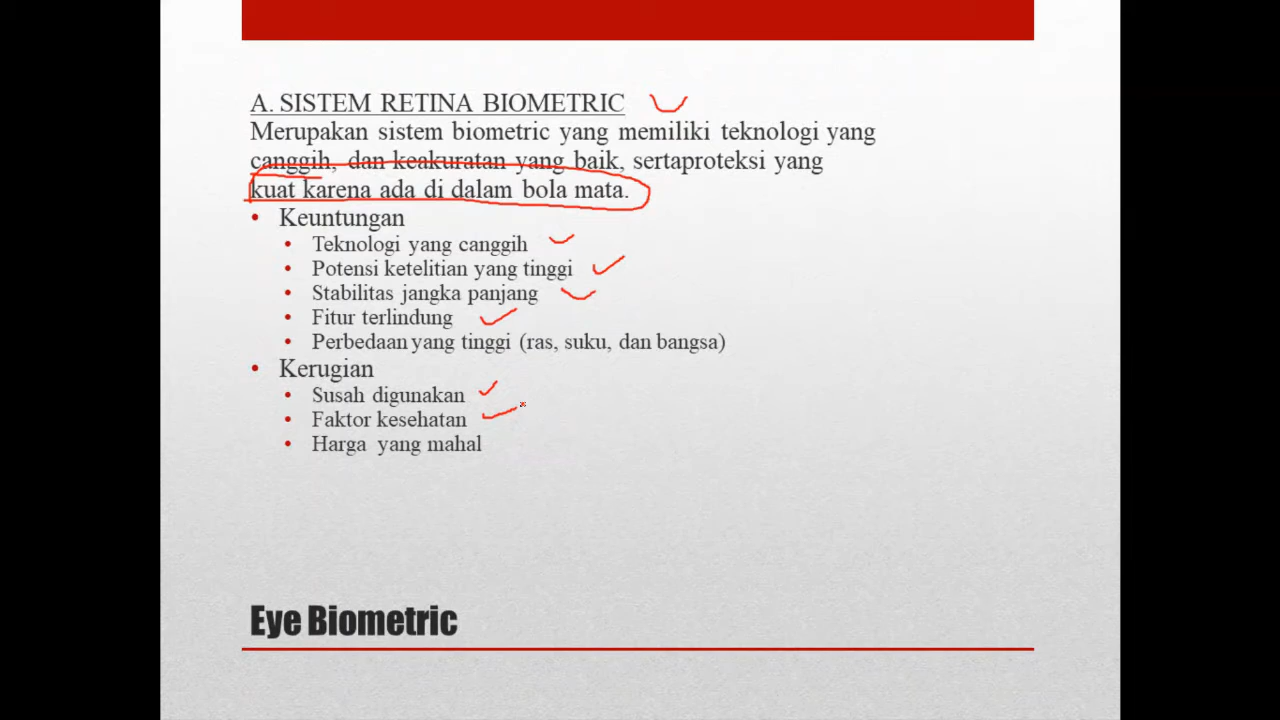 A. SISTEM RETINA BIOMETRIC
Merupakan sistem biometric yang memiliki teknologi yang
canggih, dan keakuratan yang baik, sertaproteksi yang
kuat karena ada di dalam bola mata.
• Keuntungan
• Teknologi yang canggih
• Potensi ketelitian yang tinggi
• Stabilitas jangka panjang
• Fitur terlindung
• Perbedaan yang tinggi (ras, suku, dan bangsa)
• Kerugian
• Susah digunakan
• Faktor kesehatan
• Harga yang mahal
Eye Biometric